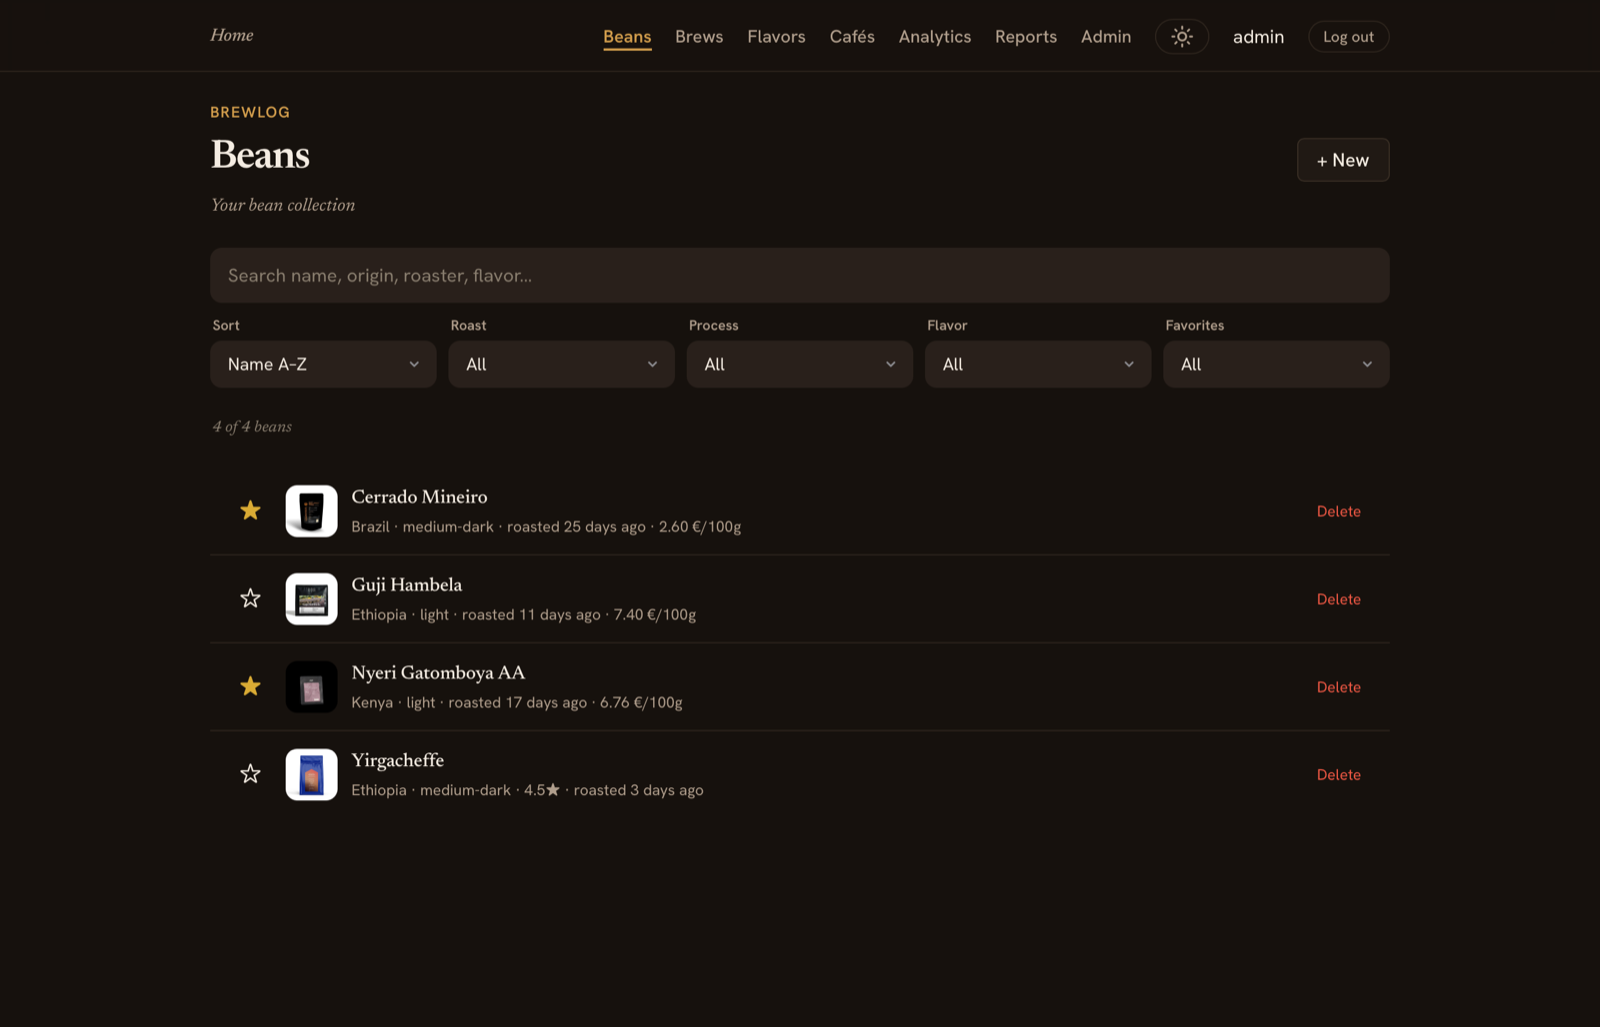 Home
Beans Brews Flavors Cafés Analytics Reports Admin admin Log out
BREWLOG
Beans
+ New
Your bean collection
Search name, origin, roaster, flavor...
Sort Roast Process Flavor Favorites
Name A–Z All All All All
4 of 4 beans
Cerrado Mineiro
Brazil · medium-dark · roasted 25 days ago · 2.60 €/100g
Delete
Guji Hambela
Ethiopia · light · roasted 11 days ago · 7.40 €/100g
Delete
Nyeri Gatomboya AA
Kenya · light · roasted 17 days ago · 6.76 €/100g
Delete
Yirgacheffe
Ethiopia · medium-dark · 4.5★ · roasted 3 days ago
Delete